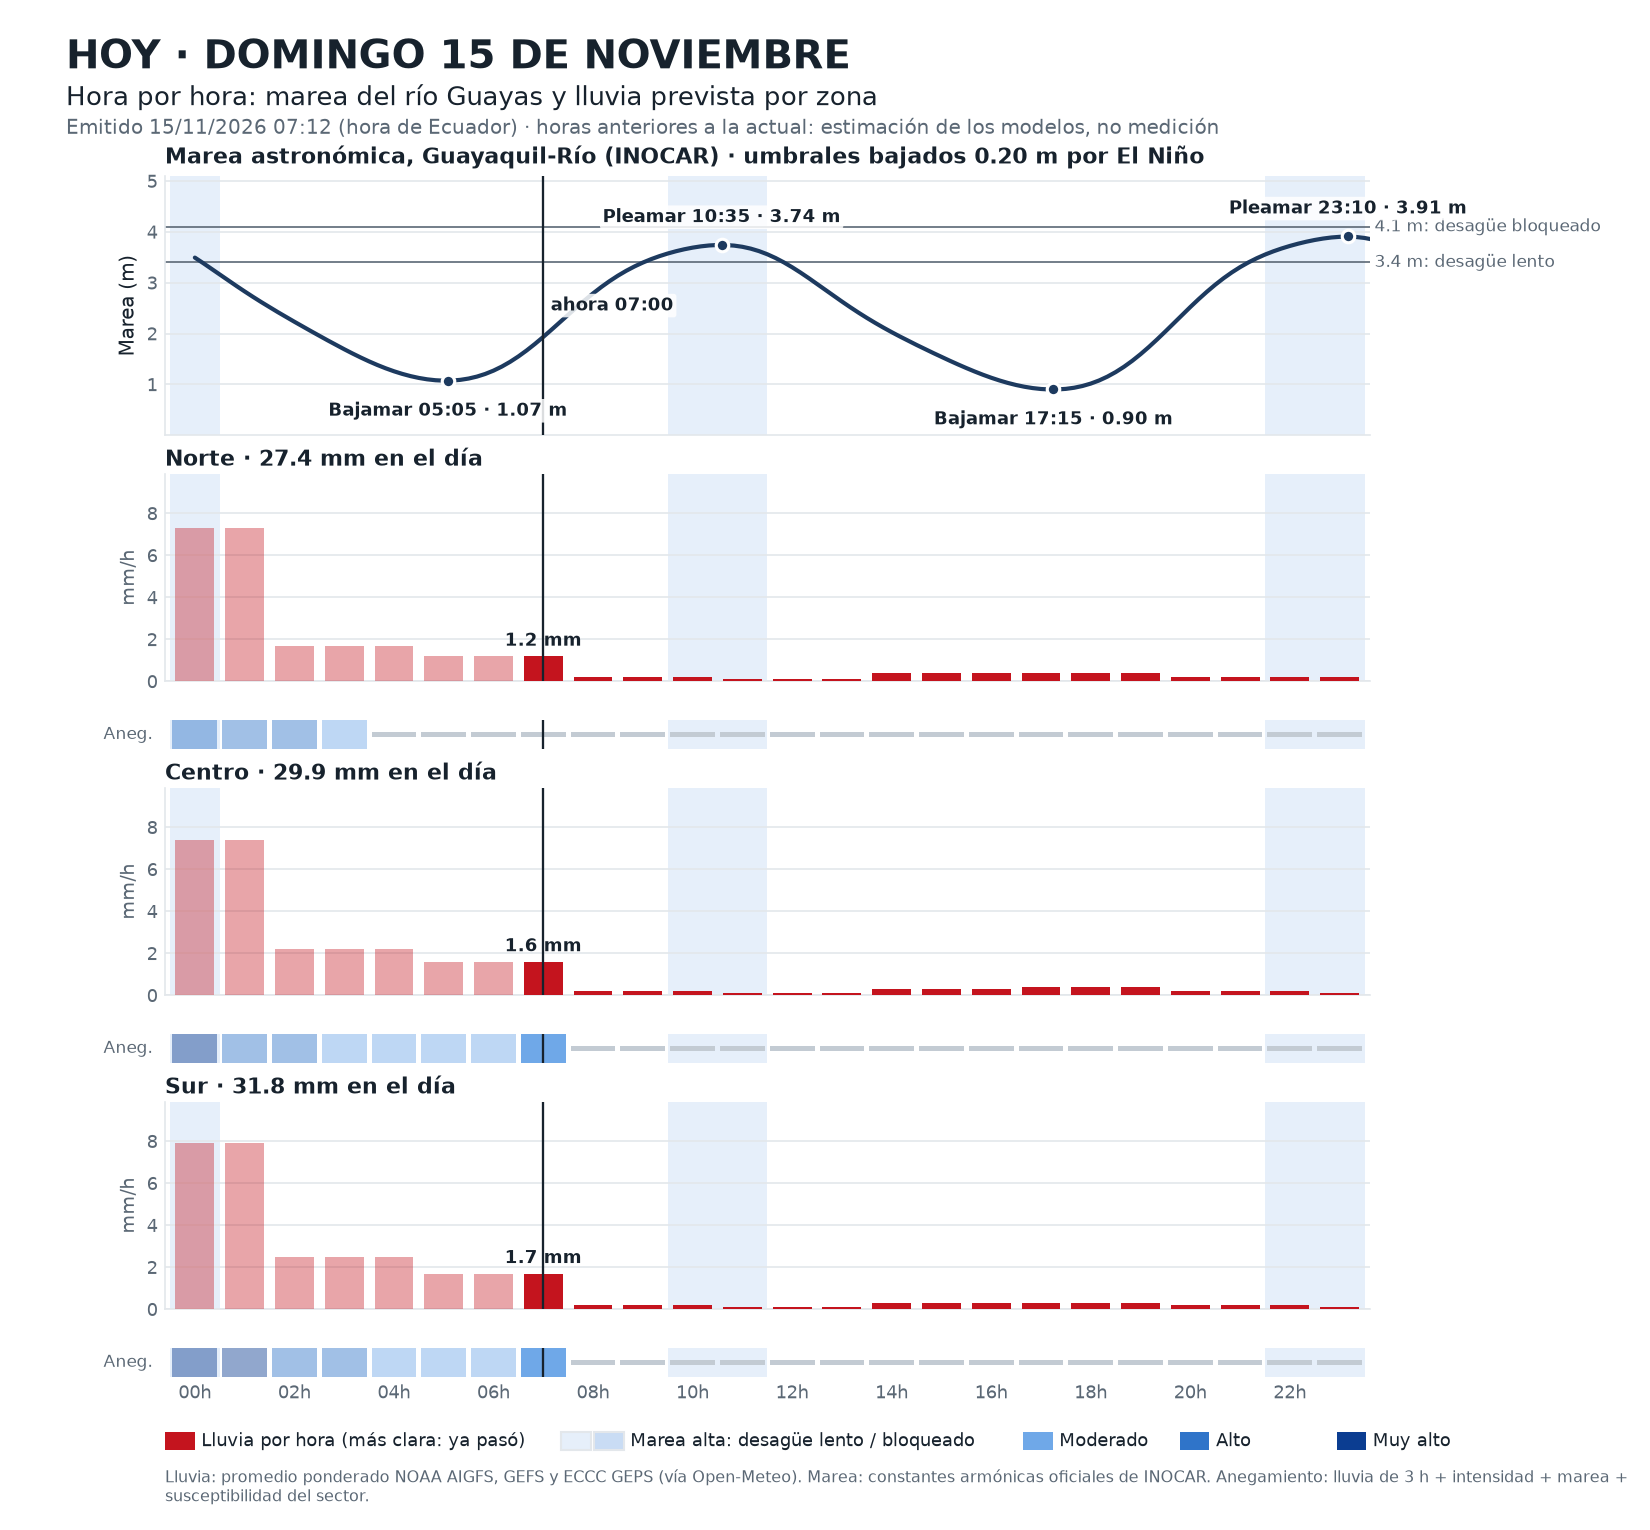 HOY · DOMINGO 15 DE NOVIEMBRE
Hora por hora: marea del río Guayas y lluvia prevista por zona
Emitido 15/11/2026 07:12 (hora de Ecuador) · horas anteriores a la actual: estimación de los modelos, no medición
Marea astronómica, Guayaquil-Río (INOCAR) · umbrales bajados 0.20 m por El Niño
Marea (m)
5
4
3
2
1
Pleamar 10:35 · 3.74 m
Pleamar 23:10 · 3.91 m
4.1 m: desagüe bloqueado
3.4 m: desagüe lento
ahora 07:00
Bajamar 05:05 · 1.07 m
Bajamar 17:15 · 0.90 m
Norte · 27.4 mm en el día
mm/h
8
6
4
2
0
1.2 mm
Aneg.
Centro · 29.9 mm en el día
mm/h
8
6
4
2
0
1.6 mm
Aneg.
Sur · 31.8 mm en el día
mm/h
8
6
4
2
0
1.7 mm
Aneg.
00h 02h 04h 06h 08h 10h 12h 14h 16h 18h 20h 22h
Lluvia por hora (más clara: ya pasó) Marea alta: desagüe lento / bloqueado Moderado Alto Muy alto
Lluvia: promedio ponderado NOAA AIGFS, GEFS y ECCC GEPS (vía Open-Meteo). Marea: constantes armónicas oficiales de INOCAR. Anegamiento: lluvia de 3 h + intensidad + marea +
susceptibilidad del sector.